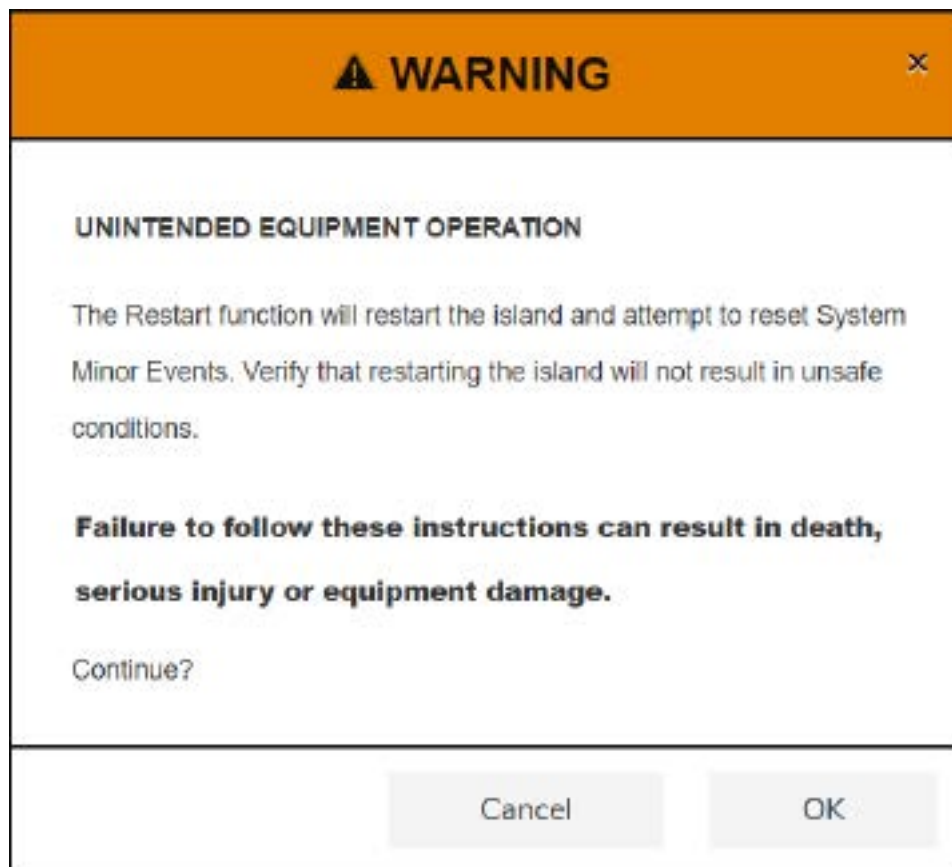 ⚠ WARNING
×
UNINTENDED EQUIPMENT OPERATION
The Restart function will restart the island and attempt to reset System
Minor Events. Verify that restarting the island will not result in unsafe
conditions.
Failure to follow these instructions can result in death,
serious injury or equipment damage.
Continue?
Cancel
OK